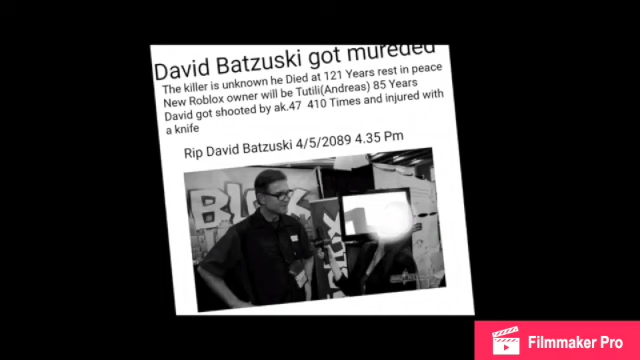 David Batzuski got mureded
The killer is unknown he Died at 121 Years rest in peace
New Roblox owner will be Tutili(Andreas) 85 Years
David got shooted by ak.47 410 Times and injured with
a knife
Rip David Batzuski 4/5/2089 4.35 Pm
BLOX
Filmmaker Pro